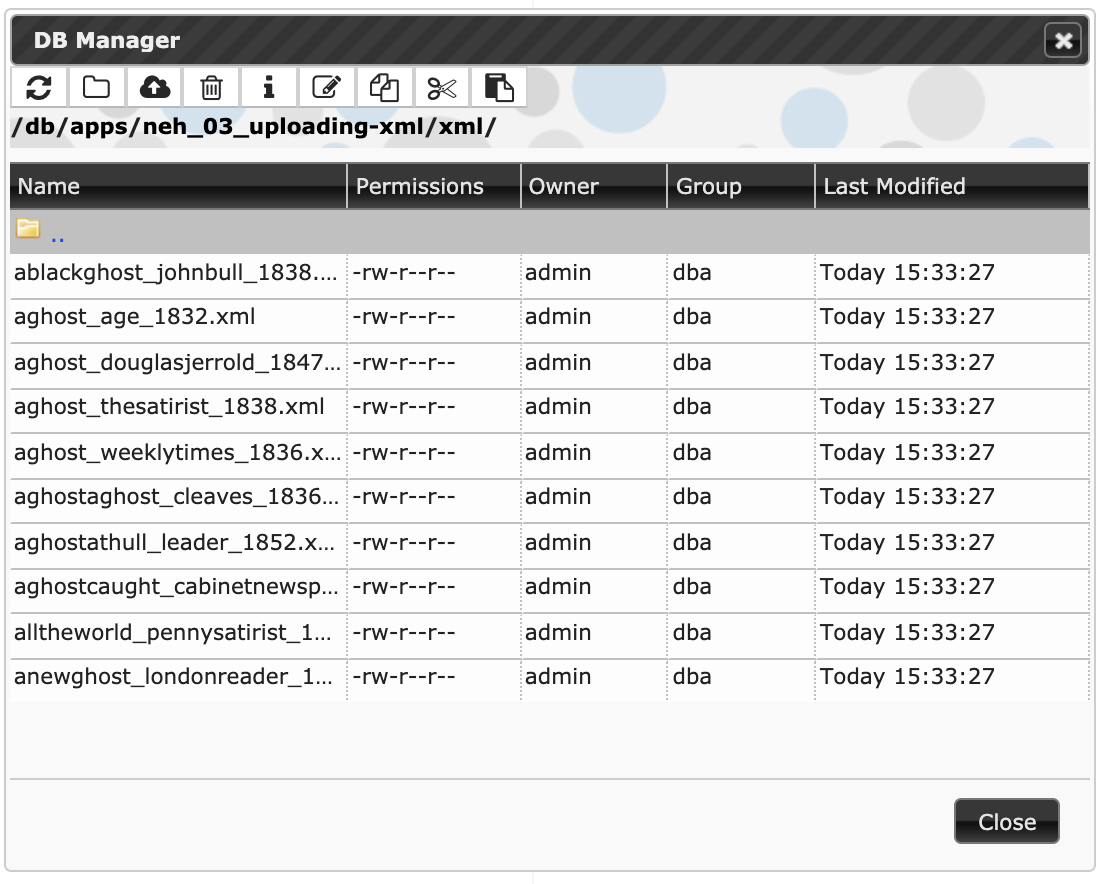 DB Manager
/db/apps/neh_03_uploading-xml/xml/
Name Permissions Owner Group Last Modified
..
ablackghost_johnbull_1838.... -rw-r--r-- admin dba Today 15:33:27
aghost_age_1832.xml -rw-r--r-- admin dba Today 15:33:27
aghost_douglasjerrold_1847... -rw-r--r-- admin dba Today 15:33:27
aghost_thesatirist_1838.xml -rw-r--r-- admin dba Today 15:33:27
aghost_weeklytimes_1836.x... -rw-r--r-- admin dba Today 15:33:27
aghostaghost_cleaves_1836... -rw-r--r-- admin dba Today 15:33:27
aghostathull_leader_1852.x... -rw-r--r-- admin dba Today 15:33:27
aghostcaught_cabinetnewsp... -rw-r--r-- admin dba Today 15:33:27
alltheworld_pennysatirist_1... -rw-r--r-- admin dba Today 15:33:27
anewghost_londonreader_1... -rw-r--r-- admin dba Today 15:33:27
Close